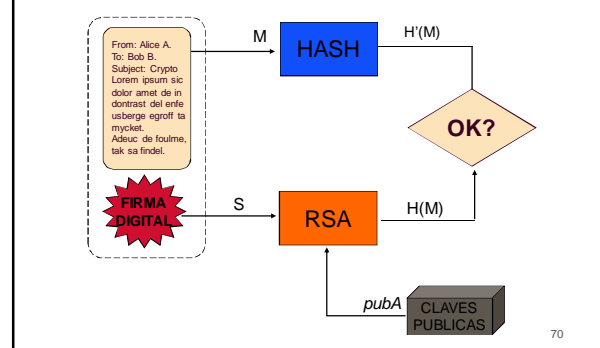 From: Alice A.
To: Bob B.
Subject: Crypto
Lorem ipsum sic
dolor amet de in
dontrast del enfe
usberge egroff ta
mycket.
Adeuc de foulme,
tak sa findel.
M
HASH
H'(M)
OK?
FIRMA
DIGITAL
S
RSA
H(M)
pubA
CLAVES
PUBLICAS
70